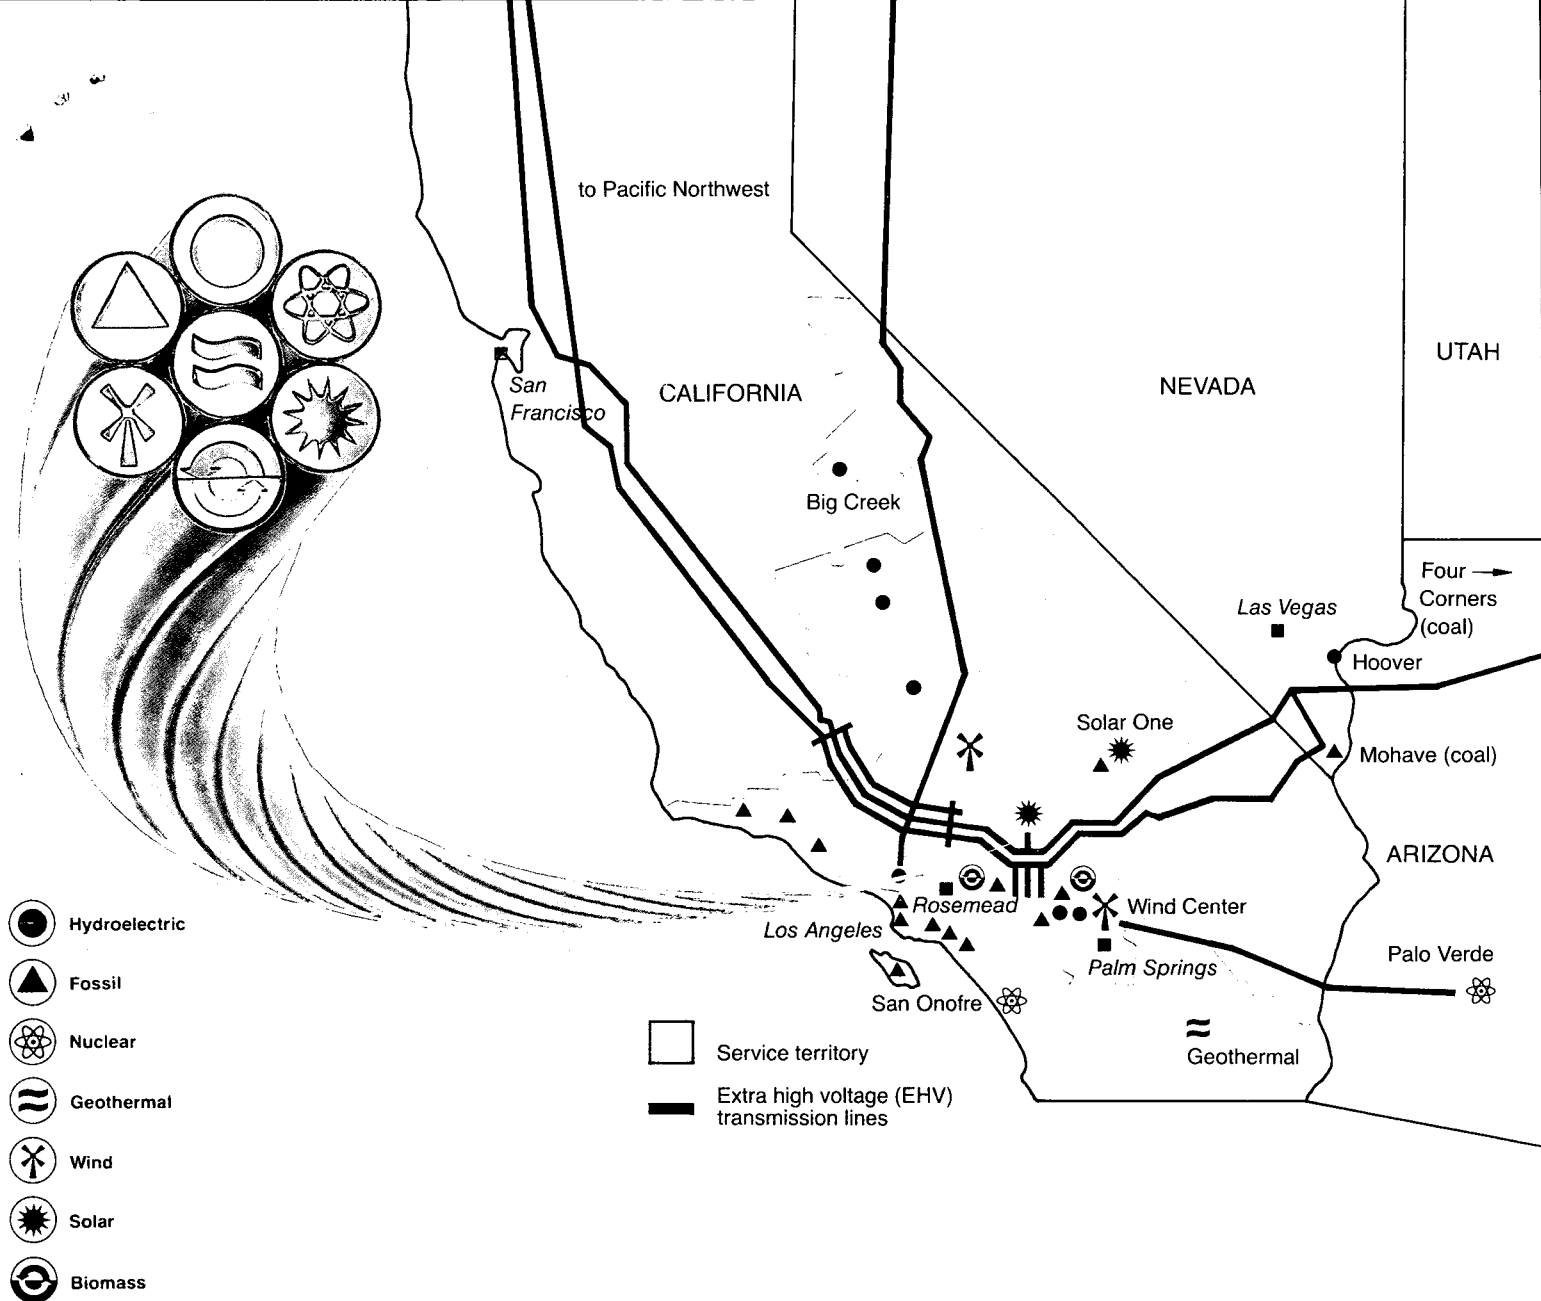 to Pacific Northwest
UTAH
San
Francisco
CALIFORNIA
NEVADA
Big Creek
Four
Corners
(coal)
Las Vegas
Hoover
Solar One
Mohave (coal)
ARIZONA
Rosemead
Wind Center
Los Angeles
Palm Springs
Palo Verde
San Onofre
Geothermal
Service territory
Extra high voltage (EHV)
transmission lines
Hydroelectric
Fossil
Nuclear
Geothermal
Wind
Solar
Biomass